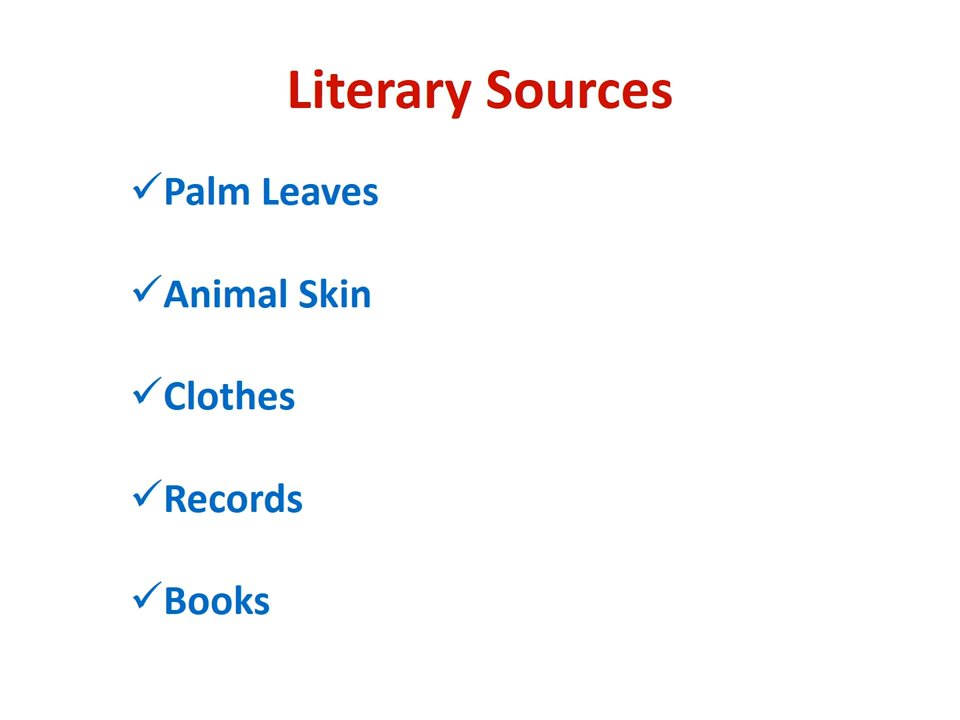 Literary Sources
✓Palm Leaves
✓Animal Skin
✓Clothes
✓Records
✓Books